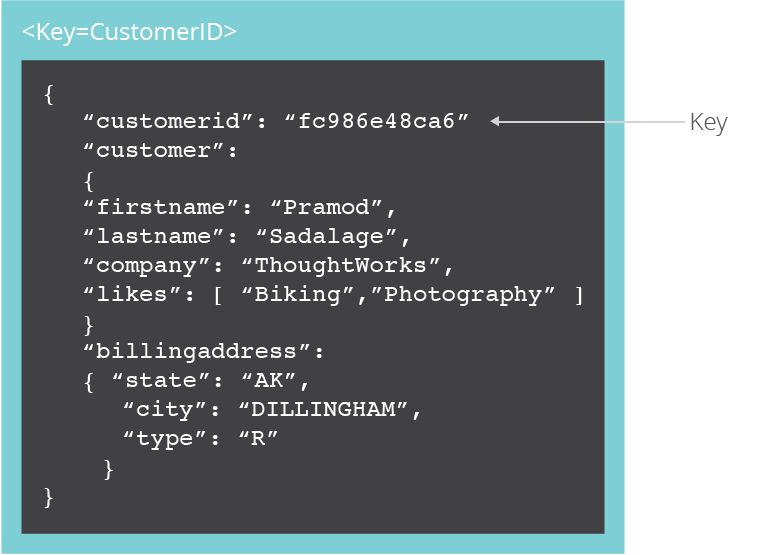 <Key=CustomerID>
{
“customerid”: “fc986e48ca6” Key
“customer”:
{
“firstname”: “Pramod”,
“lastname”: “Sadalage”,
“company”: “ThoughtWorks”,
“likes”: [ “Biking”,”Photography” ]
}
“billingaddress”:
{ “state”: “AK”,
“city”: “DILLINGHAM”,
“type”: “R”
}
}